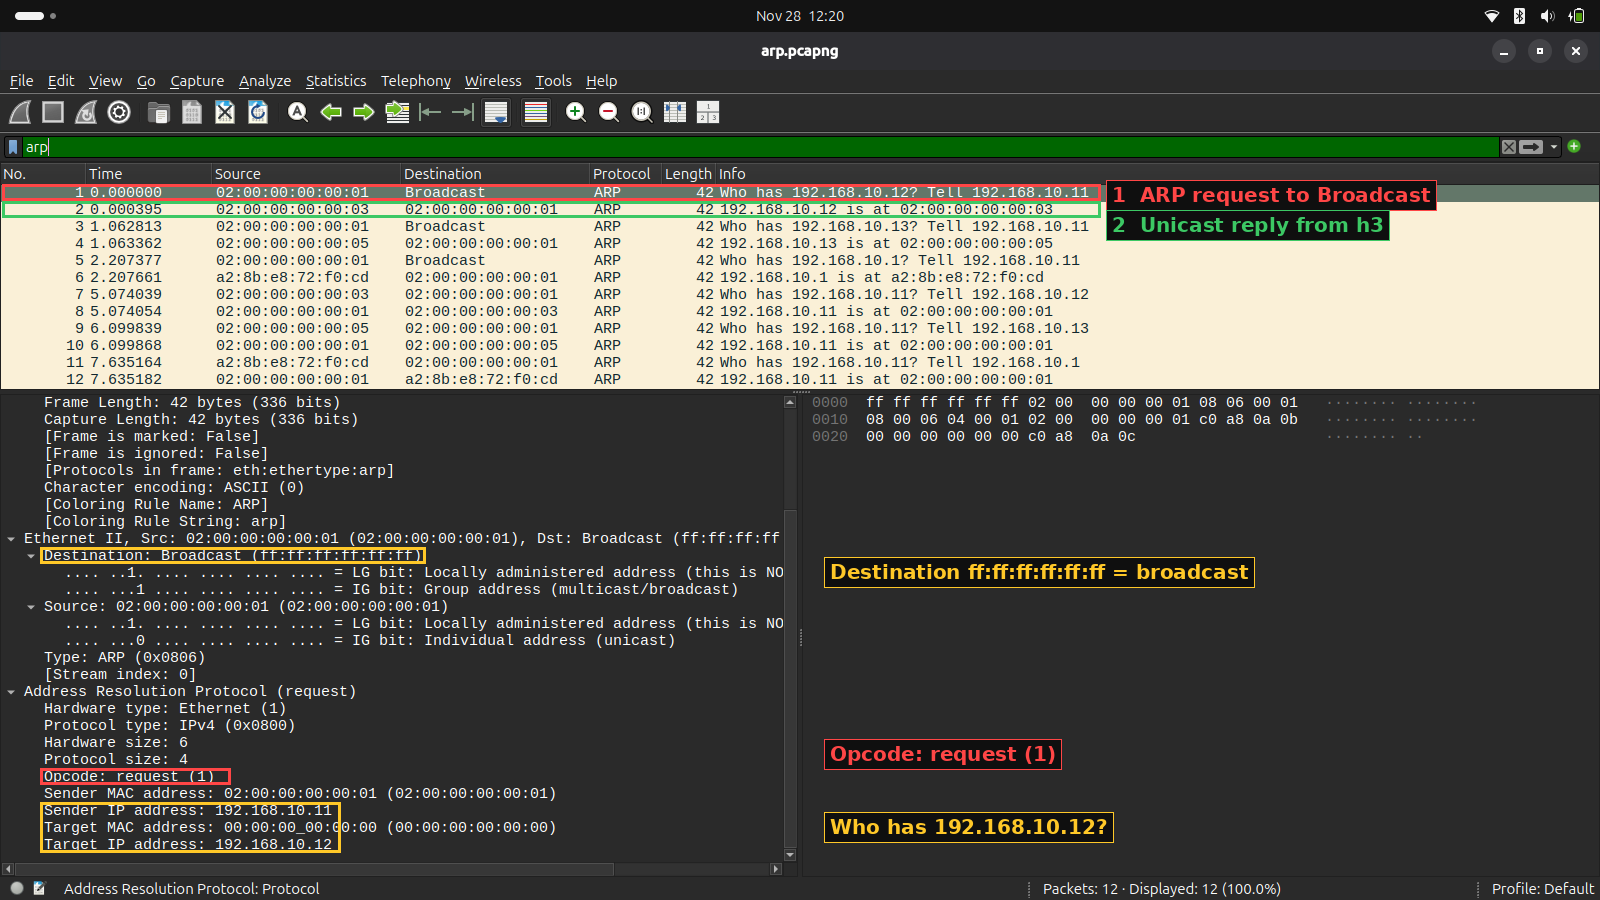 Nov 28 12:20
arp.pcapng
File Edit View Go Capture Analyze Statistics Telephony Wireless Tools Help
arp
No. Time Source Destination Protocol Length Info
1 0.000000 02:00:00:00:00:01 Broadcast ARP 42 Who has 192.168.10.12? Tell 192.168.10.11
1 ARP request to Broadcast
2 0.000395 02:00:00:00:00:03 02:00:00:00:00:01 ARP 42 192.168.10.12 is at 02:00:00:00:00:03
2 Unicast reply from h3
3 1.062813 02:00:00:00:00:01 Broadcast ARP 42 Who has 192.168.10.13? Tell 192.168.10.11
4 1.063362 02:00:00:00:00:05 02:00:00:00:00:01 ARP 42 192.168.10.13 is at 02:00:00:00:00:05
5 2.207377 02:00:00:00:00:01 Broadcast ARP 42 Who has 192.168.10.1? Tell 192.168.10.11
6 2.207661 a2:8b:e8:72:f0:cd 02:00:00:00:00:01 ARP 42 192.168.10.1 is at a2:8b:e8:72:f0:cd
7 5.074039 02:00:00:00:00:03 02:00:00:00:00:01 ARP 42 Who has 192.168.10.11? Tell 192.168.10.12
8 5.074054 02:00:00:00:00:01 02:00:00:00:00:03 ARP 42 192.168.10.11 is at 02:00:00:00:00:01
9 6.099839 02:00:00:00:00:05 02:00:00:00:00:01 ARP 42 Who has 192.168.10.11? Tell 192.168.10.13
10 6.099868 02:00:00:00:00:01 02:00:00:00:00:05 ARP 42 192.168.10.11 is at 02:00:00:00:00:01
11 7.635164 a2:8b:e8:72:f0:cd 02:00:00:00:00:01 ARP 42 Who has 192.168.10.11? Tell 192.168.10.1
12 7.635182 02:00:00:00:00:01 a2:8b:e8:72:f0:cd ARP 42 192.168.10.11 is at 02:00:00:00:00:01
Frame Length: 42 bytes (336 bits)
Capture Length: 42 bytes (336 bits)
[Frame is marked: False]
[Frame is ignored: False]
[Protocols in frame: eth:ethertype:arp]
Character encoding: ASCII (0)
[Coloring Rule Name: ARP]
[Coloring Rule String: arp]
Ethernet II, Src: 02:00:00:00:00:01 (02:00:00:00:00:01), Dst: Broadcast (ff:ff:ff:ff
Destination: Broadcast (ff:ff:ff:ff:ff:ff)
.... ..1. .... .... .... .... = LG bit: Locally administered address (this is NO
.... ...1 .... .... .... .... = IG bit: Group address (multicast/broadcast)
Source: 02:00:00:00:00:01 (02:00:00:00:00:01)
.... ..1. .... .... .... .... = LG bit: Locally administered address (this is NO
.... ...0 .... .... .... .... = IG bit: Individual address (unicast)
Type: ARP (0x0806)
[Stream index: 0]
Address Resolution Protocol (request)
Hardware type: Ethernet (1)
Protocol type: IPv4 (0x0800)
Hardware size: 6
Protocol size: 4
Opcode: request (1)
Sender MAC address: 02:00:00:00:00:01 (02:00:00:00:00:01)
Sender IP address: 192.168.10.11
Target MAC address: 00:00:00_00:00:00 (00:00:00:00:00:00)
Target IP address: 192.168.10.12
0000 ff ff ff ff ff ff 02 00 00 00 00 01 08 06 00 01 ........ ........
0010 08 00 06 04 00 01 02 00 00 00 00 01 c0 a8 0a 0b ........ ........
0020 00 00 00 00 00 00 c0 a8 0a 0c ........ ..
Destination ff:ff:ff:ff:ff:ff = broadcast
Opcode: request (1)
Who has 192.168.10.12?
Address Resolution Protocol: Protocol
Packets: 12 · Displayed: 12 (100.0%)
Profile: Default